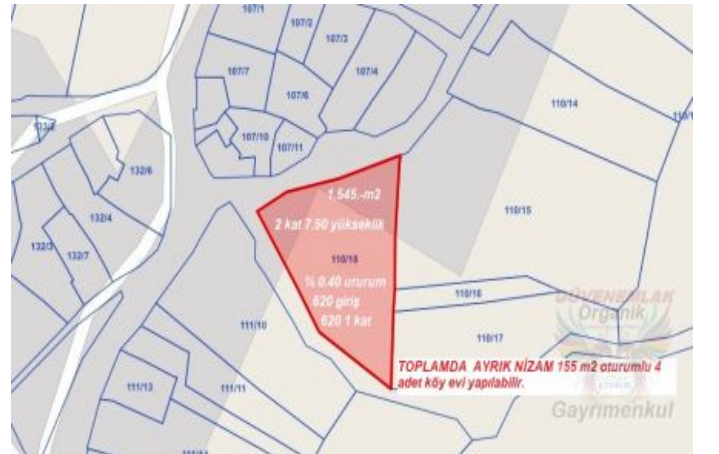 107/1
107/2
107/3
107/7
107/4
107/6
110/14
107/10
107/11
132/6
1.545.-m2
132/4
2 kat 7.50 yükseklik
110/15
132/3
132/7
110/18
% 0.40 ururum
110/16
DÜVENEMLAK
620 giriş
Organik
111/10
620 1 kat
110/17
TOPLAMDA AYRIK NİZAM 155 m2 oturumlu 4
adet köy evi yapılabilir.
111/13
111/11
Gayrimenkul